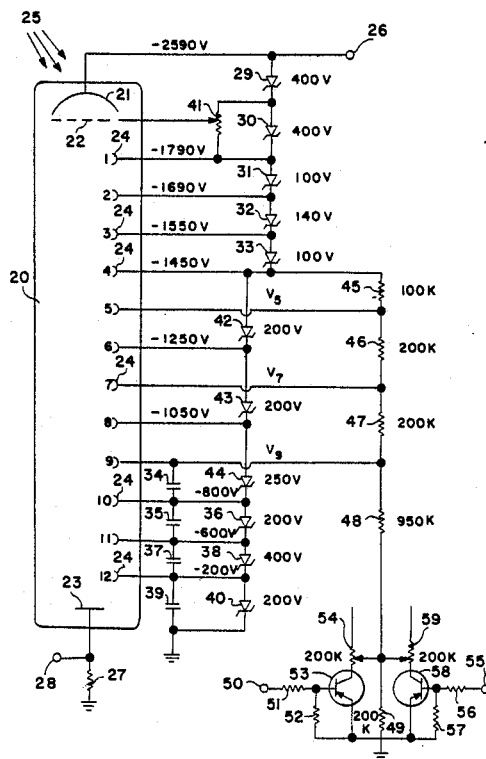 25
-2590V
26
29
400V
21
41
22
30
400V
24
1
-1790V
31
100V
24
2
-1690V
32
140V
24
3
-1550V
33
100V
24
4
-1450V
20
V5
45
100K
5
42
200V
46
200K
6
-1250V
24
V7
7
43
200V
47
200K
8
-1050V
V9
9
34
44
250V
24
10
-800V
48
950K
35
36
200V
11
-600V
37
38
400V
24
12
-200V
39
40
200V
23
54
59
28
27
200K
200K
53
58
50
55
51
56
52
200
K
49
57